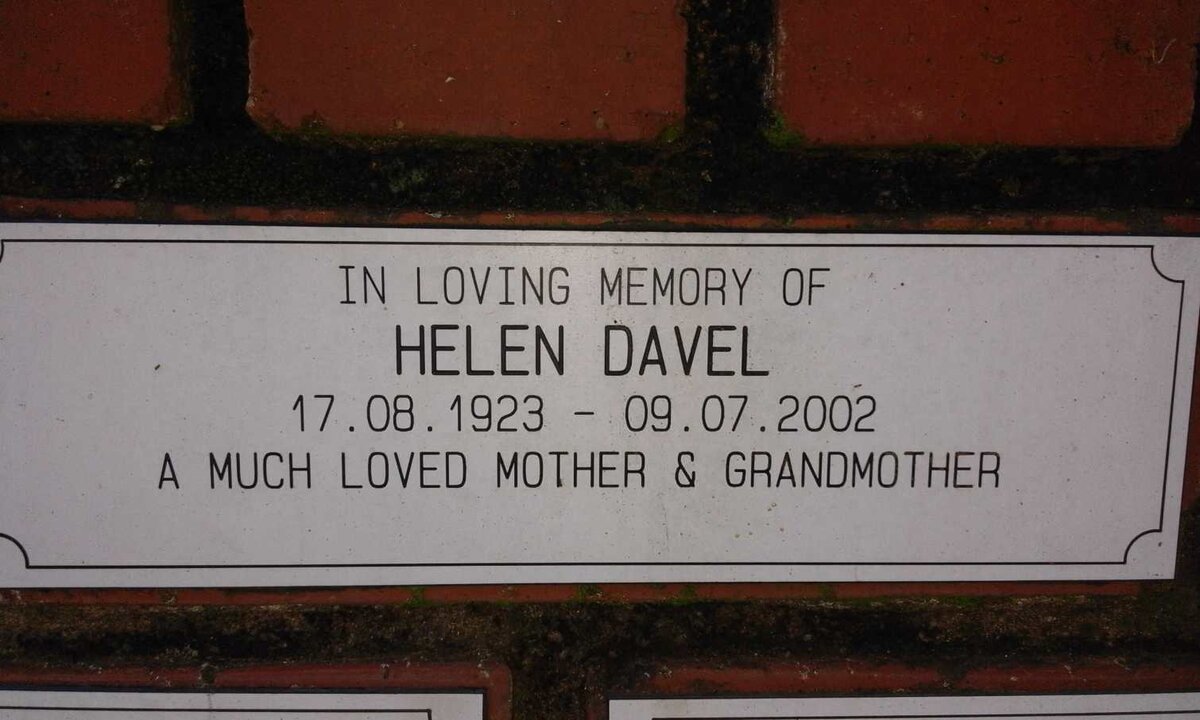 IN LOVING MEMORY OF
HELEN DAVEL
17.08.1923 - 09.07.2002
A MUCH LOVED MOTHER & GRANDMOTHER